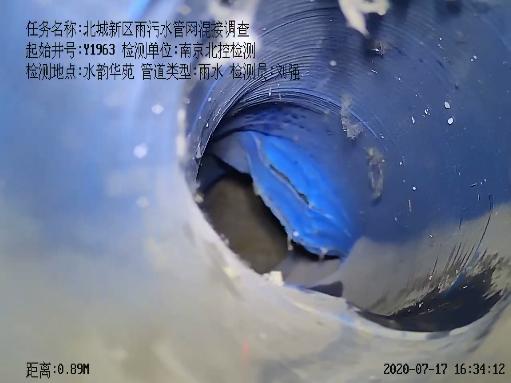 任务名称:北城新区雨污水管网混接调查
起始井号:Y1963 检测单位:南京北控检测
检测地点:水韵华苑 管道类型:雨水 检测员:刘强
距离:0.89M
2020-07-17 16:34:12